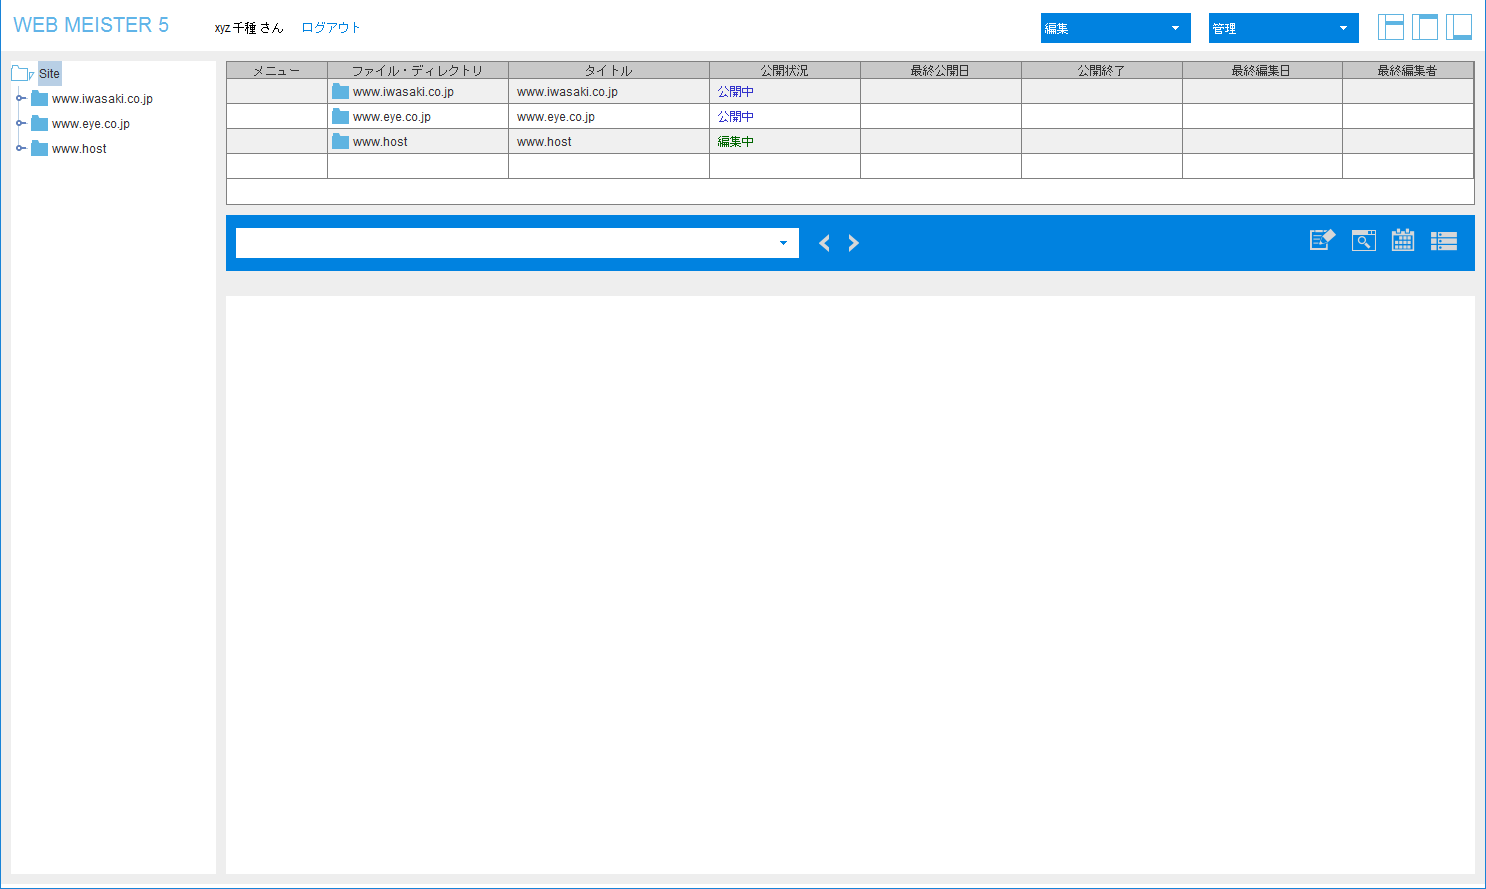 WEB MEISTER 5 xyz 千種 さん ログアウト 編集 管理
Site
www.iwasaki.co.jp
www.eye.co.jp
www.host
メニュー ファイル・ディレクトリ タイトル 公開状況 最終公開日 公開終了 最終編集日 最終編集者
www.iwasaki.co.jp www.iwasaki.co.jp 公開中
www.eye.co.jp www.eye.co.jp 公開中
www.host www.host 編集中